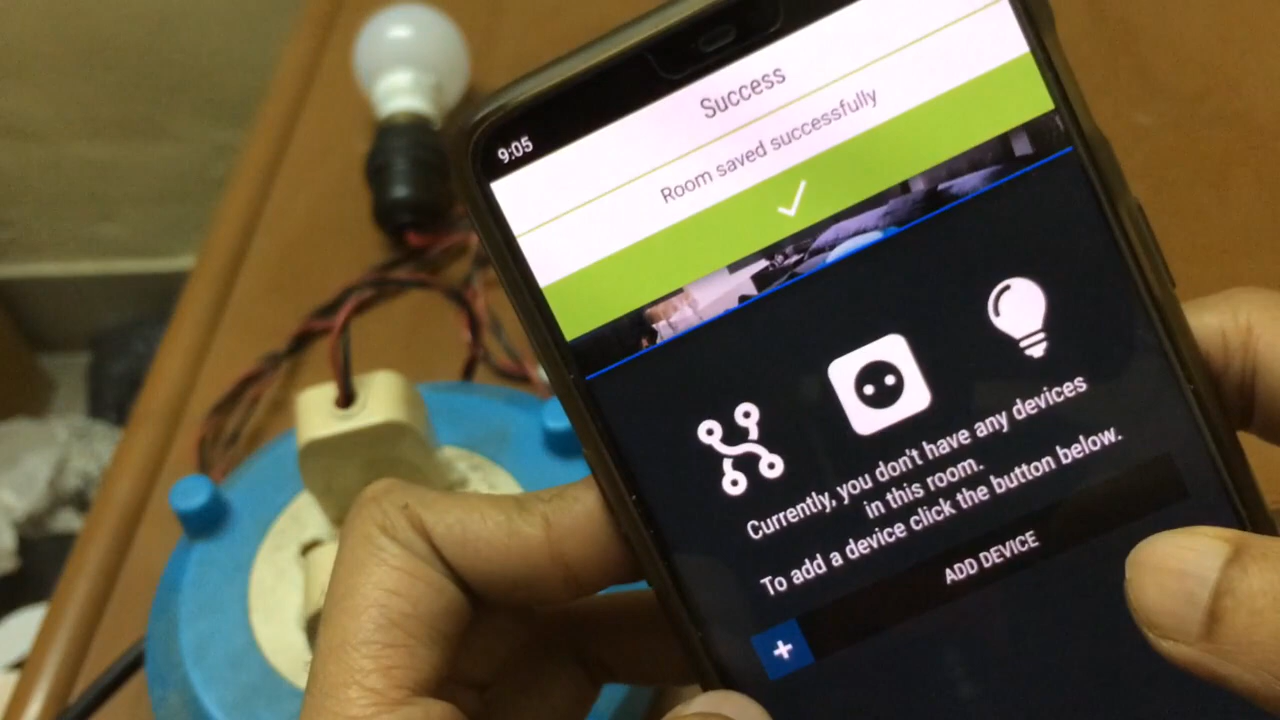 9:05
Success
Room saved successfully
Currently, you don't have any devices
in this room.
To add a device click the button below.
ADD DEVICE
+